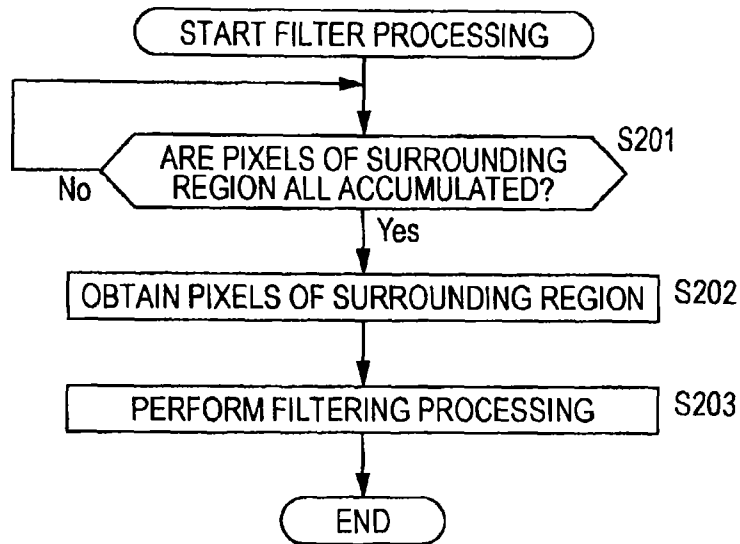 START FILTER PROCESSING
S201
ARE PIXELS OF SURROUNDING
REGION ALL ACCUMULATED?
No
Yes
OBTAIN PIXELS OF SURROUNDING REGION
S202
PERFORM FILTERING PROCESSING
S203
END